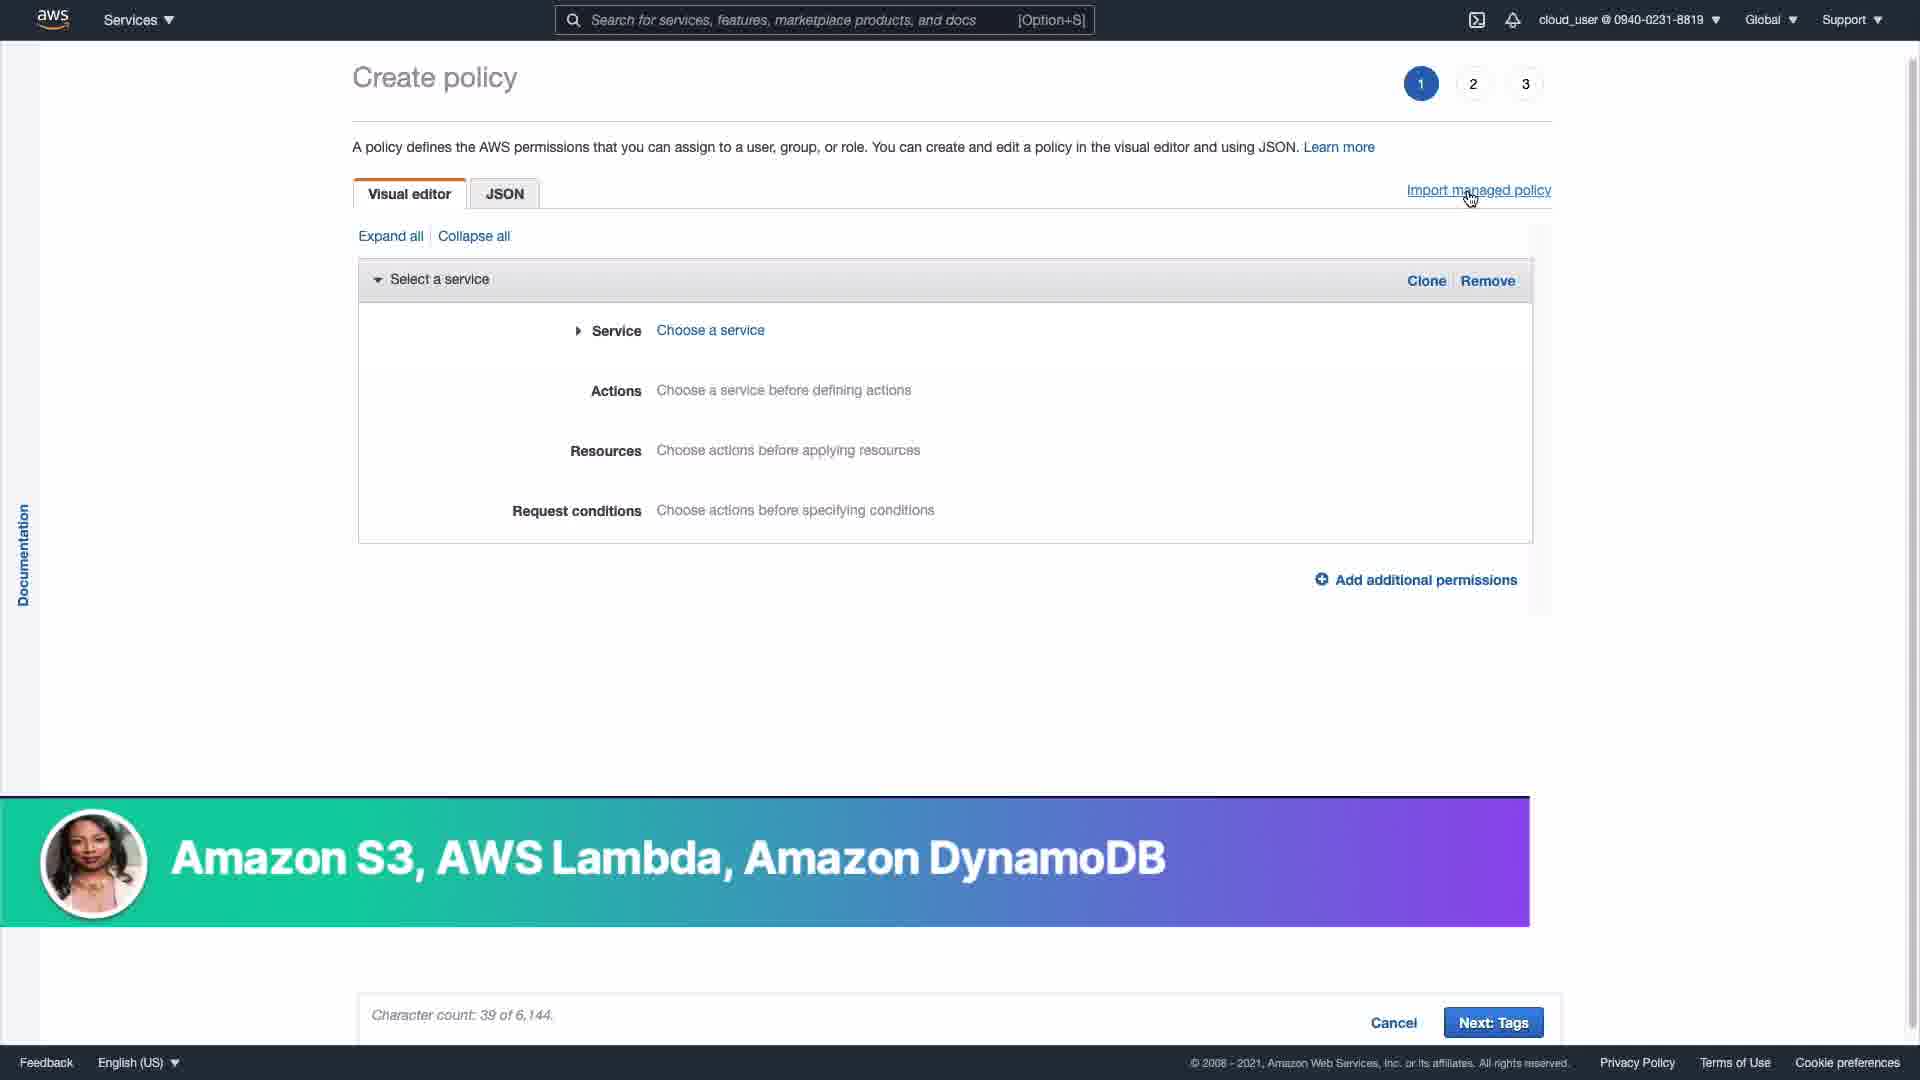 aws
Services
Search for services, features, marketplace products, and docs [Option+S]
cloud_user @ 0940-0231-8819
Global
Support
Create policy
1 2 3
A policy defines the AWS permissions that you can assign to a user, group, or role. You can create and edit a policy in the visual editor and using JSON. Learn more
Visual editor
JSON
Import managed policy
Expand all
Collapse all
Select a service
Clone
Remove
Service Choose a service
Actions Choose a service before defining actions
Resources Choose actions before applying resources
Request conditions Choose actions before specifying conditions
Add additional permissions
Documentation
Amazon S3, AWS Lambda, Amazon DynamoDB
Character count: 39 of 6,144.
Cancel
Next: Tags
Feedback
English (US)
© 2008 - 2021, Amazon Web Services, Inc. or its affiliates. All rights reserved.
Privacy Policy
Terms of Use
Cookie preferences